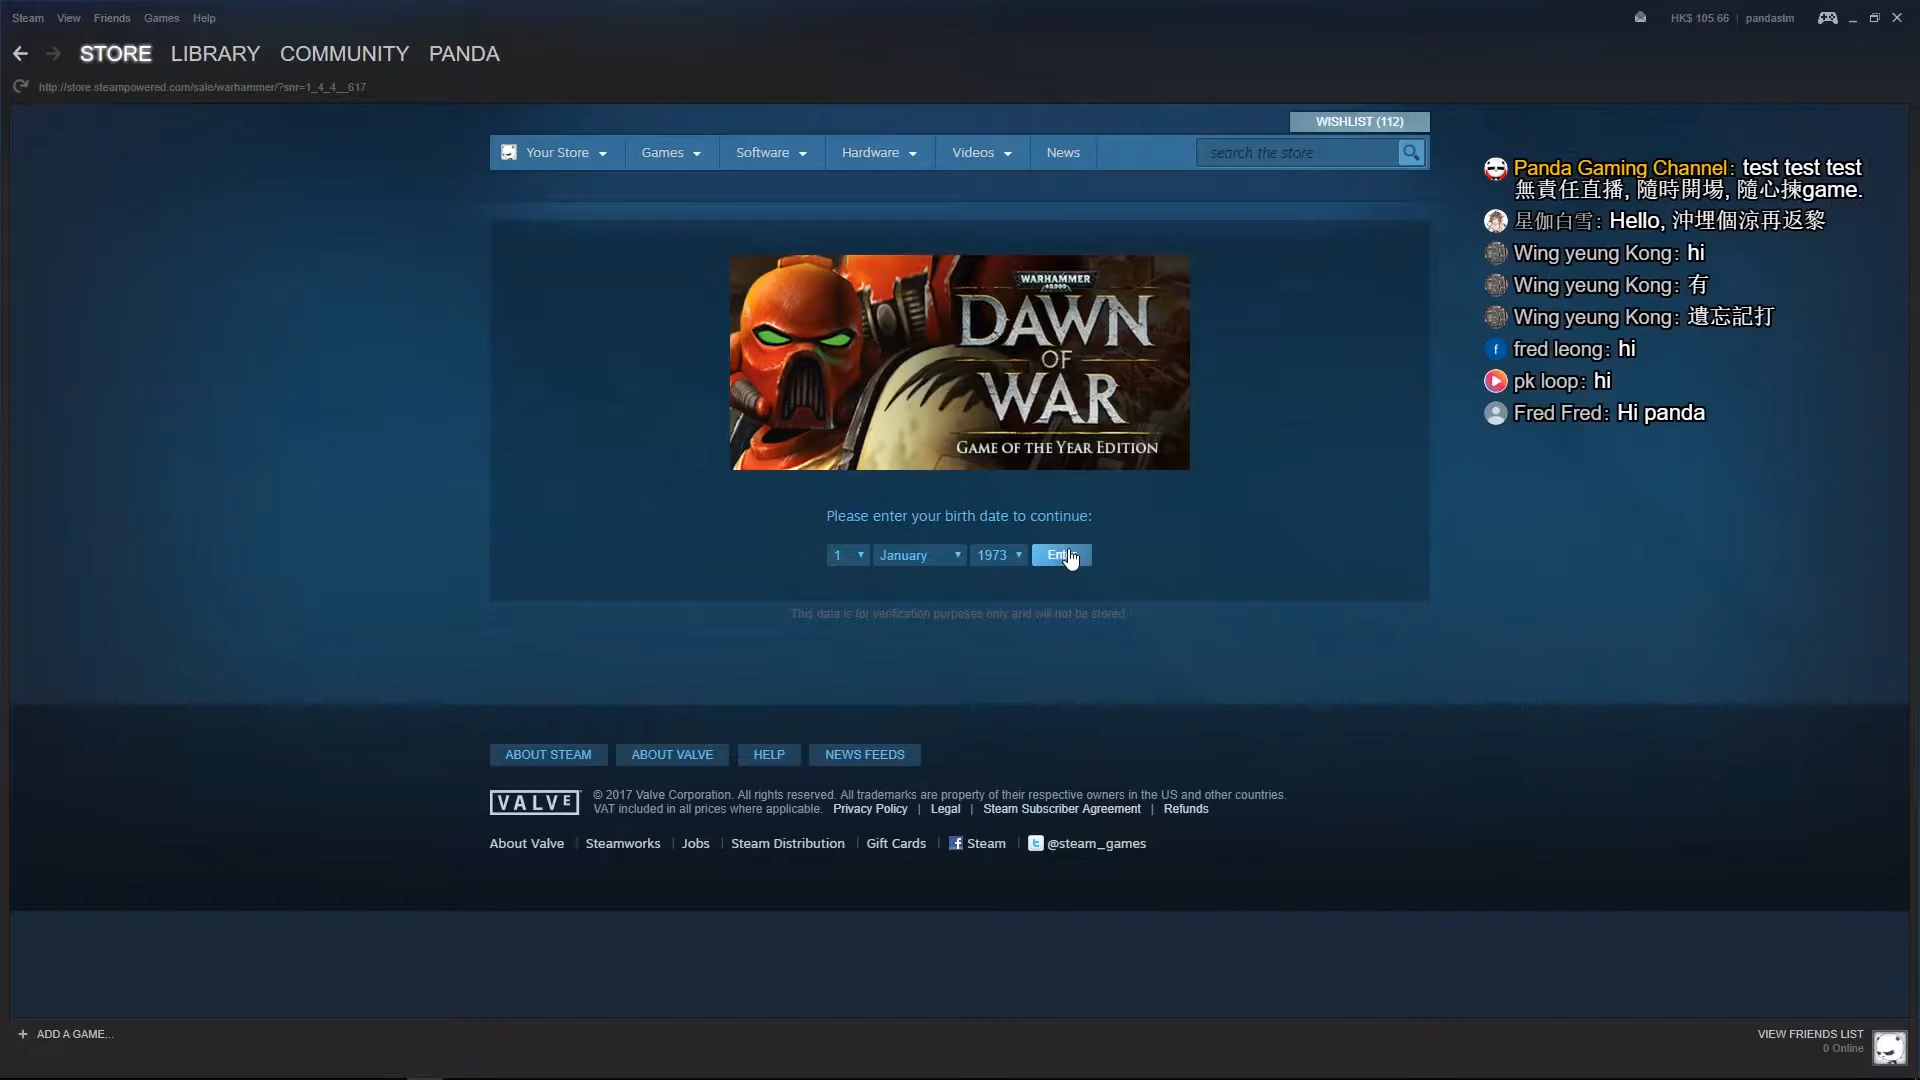 Steam View Friends Games Help
HK$ 105.66 | pandastm
STORE LIBRARY COMMUNITY PANDA
http://store.steampowered.com/sale/warhammer/?snr=1_4_4__617
WISHLIST (112)
Your Store Games Software Hardware Videos News
search the store
Panda Gaming Channel: test test test
無責任直播, 隨時開場, 隨心揀game.
星伽白雪: Hello, 沖埋個涼再返黎
Wing yeung Kong: hi
Wing yeung Kong: 有
Wing yeung Kong: 遺忘記打
fred leong: hi
pk loop: hi
Fred Fred: Hi panda
WARHAMMER
40,000
DAWN
OF
WAR
GAME OF THE YEAR EDITION
Please enter your birth date to continue:
1 January 1973
This data is for verification purposes only and will not be stored
ABOUT STEAM ABOUT VALVE HELP NEWS FEEDS
VALVE
© 2017 Valve Corporation. All rights reserved. All trademarks are property of their respective owners in the US and other countries.
VAT included in all prices where applicable. Privacy Policy | Legal | Steam Subscriber Agreement | Refunds
About Valve | Steamworks | Jobs | Steam Distribution | Gift Cards | Steam | @steam_games
+ ADD A GAME...
VIEW FRIENDS LIST
0 Online